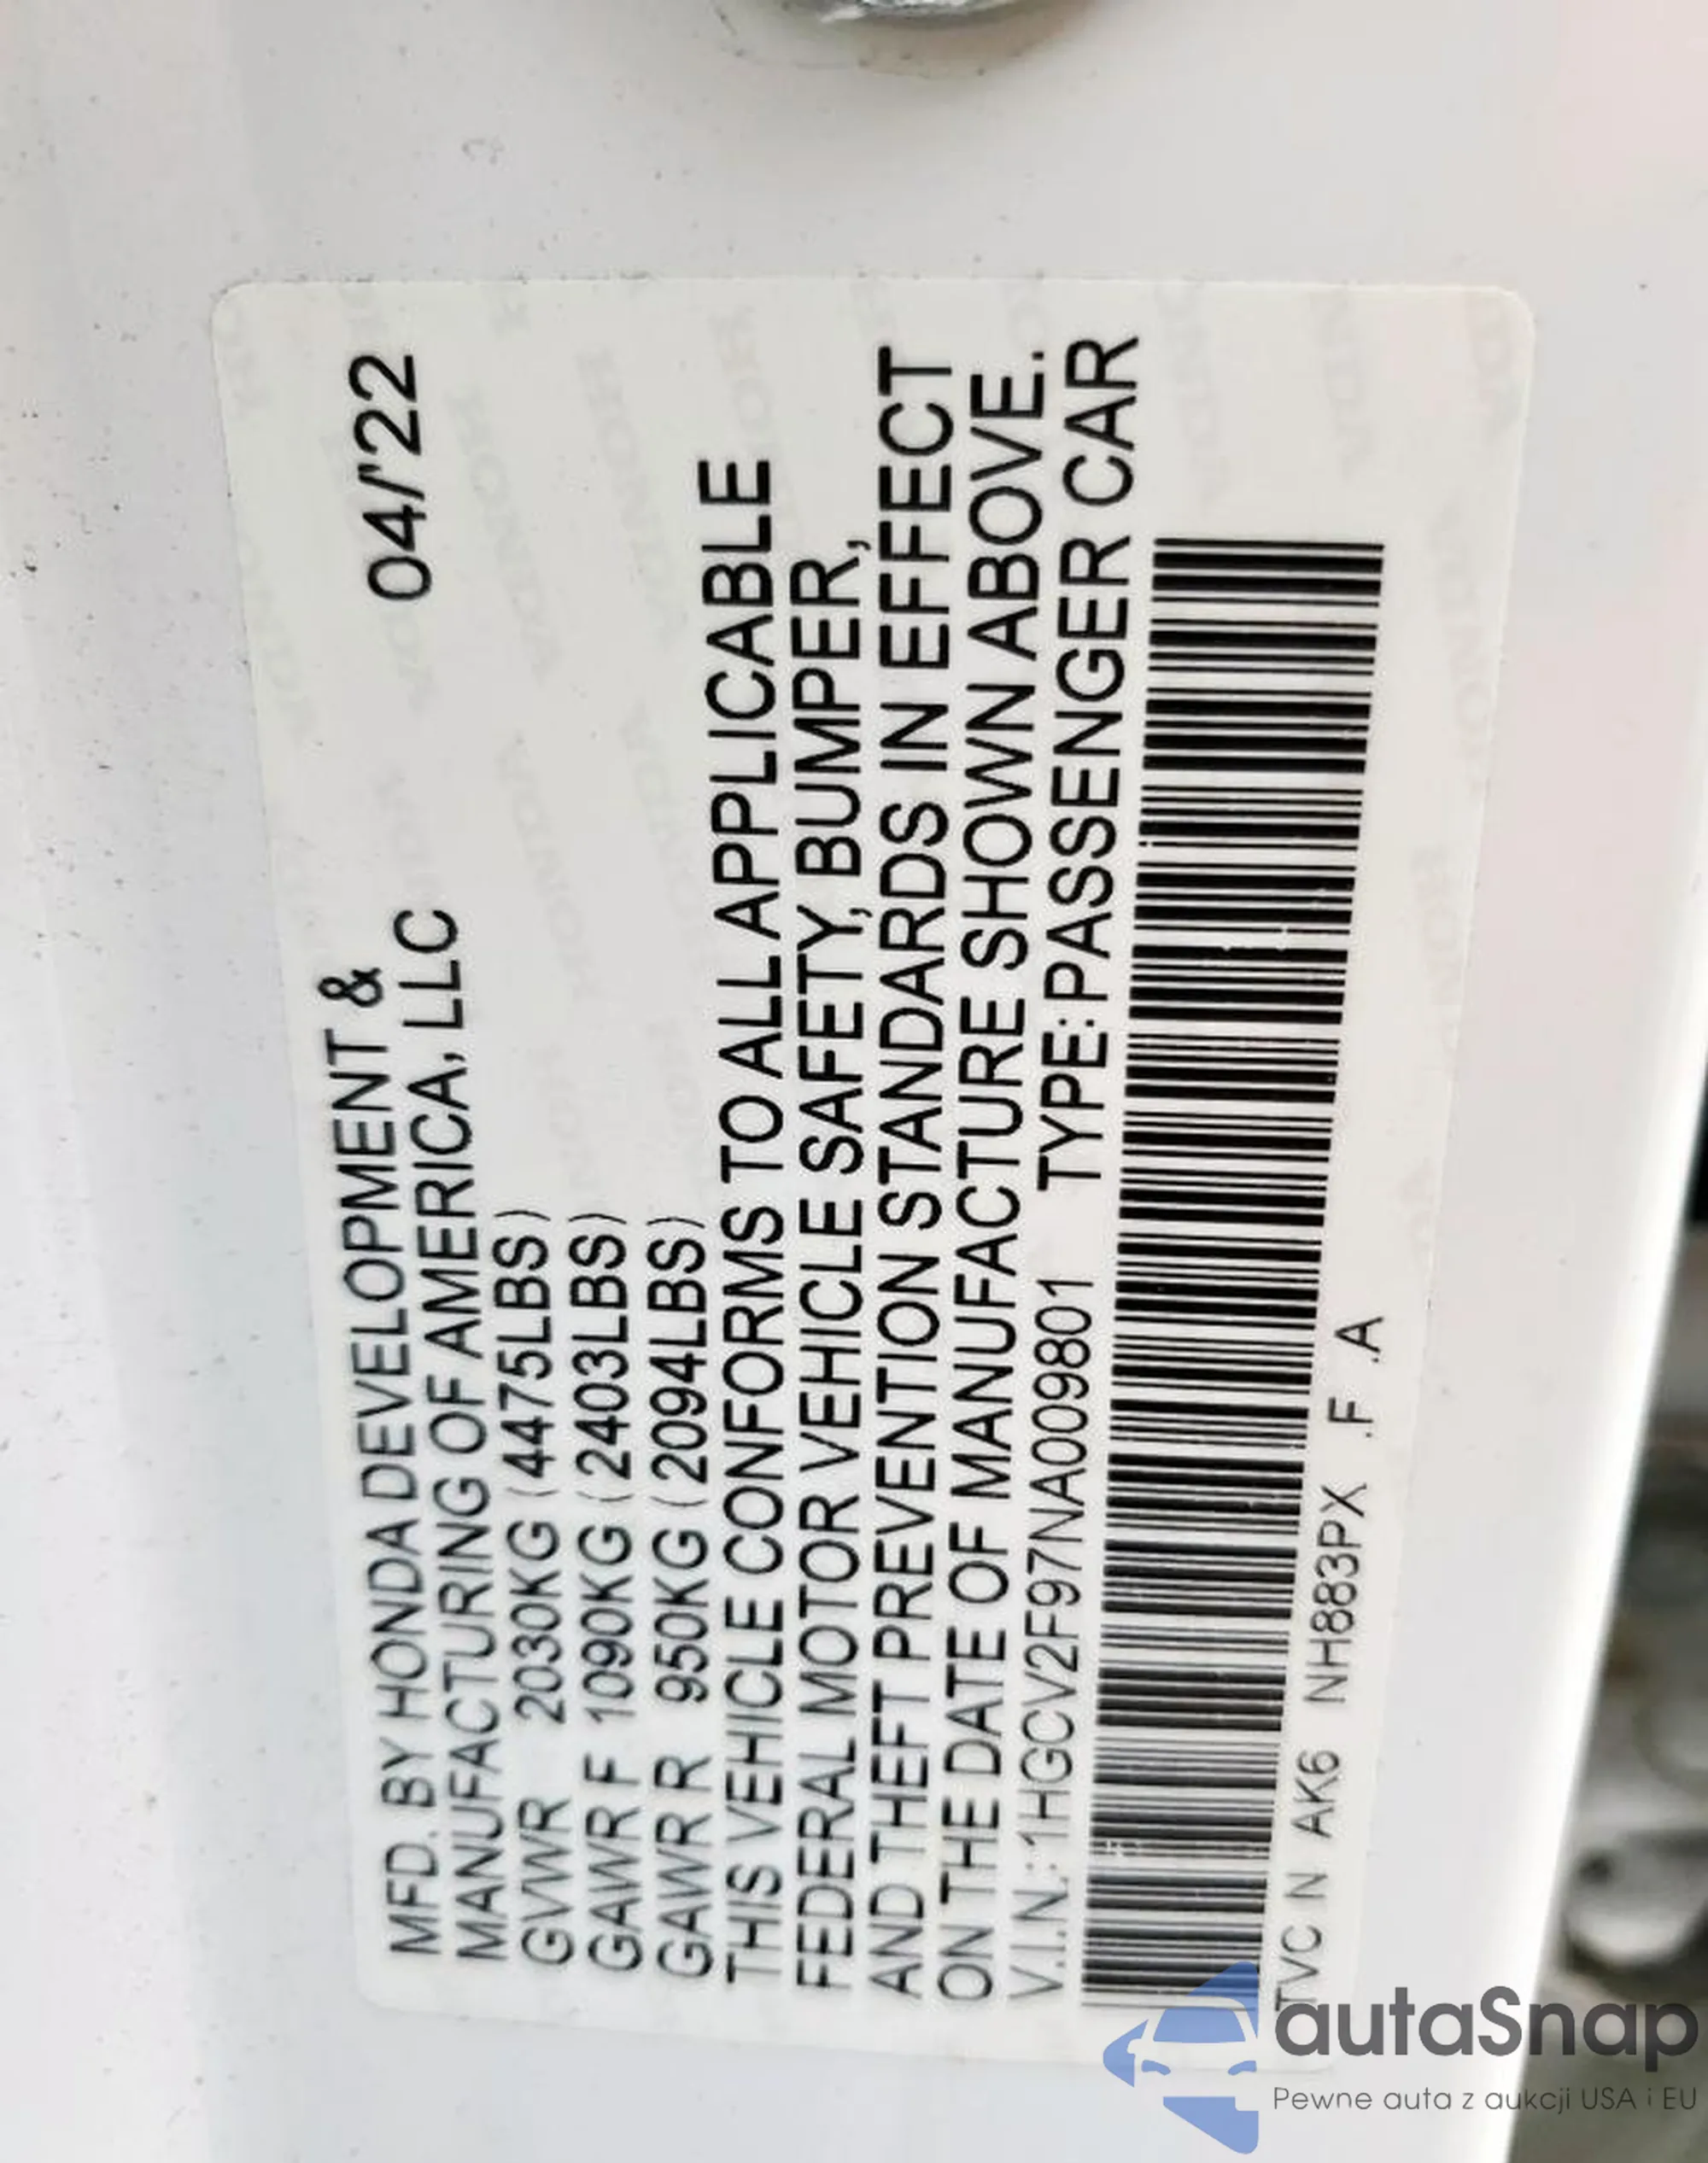 MFD. BY HONDA DEVELOPMENT &
MANUFACTURING OF AMERICA, LLC 04/'22
GVWR 2030KG (4475LBS)
GAWR F 1090KG (2403LBS)
GAWR R 950KG (2094LBS)
THIS VEHICLE CONFORMS TO ALL APPLICABLE
FEDERAL MOTOR VEHICLE SAFETY, BUMPER,
AND THEFT PREVENTION STANDARDS IN EFFECT
ON THE DATE OF MANUFACTURE SHOWN ABOVE.
V.I.N.:1HGCV2F97NA009801 TYPE:PASSENGER CAR
TVC N AK6 NH883PX .F .A
autaSnap
Pewne auta z aukcji USA i EU